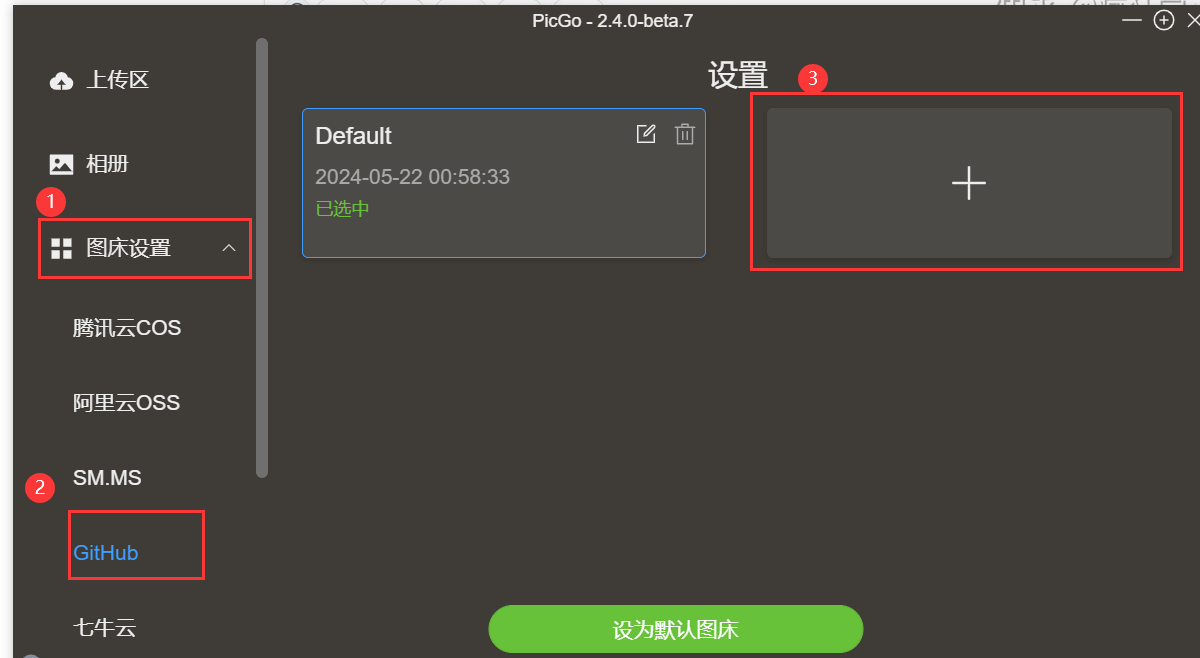 PicGo - 2.4.0-beta.7
上传区
相册
1
图床设置
腾讯云COS
阿里云OSS
SM.MS
2
GitHub
七牛云
设置
3
Default
2024-05-22 00:58:33
已选中
设为默认图床